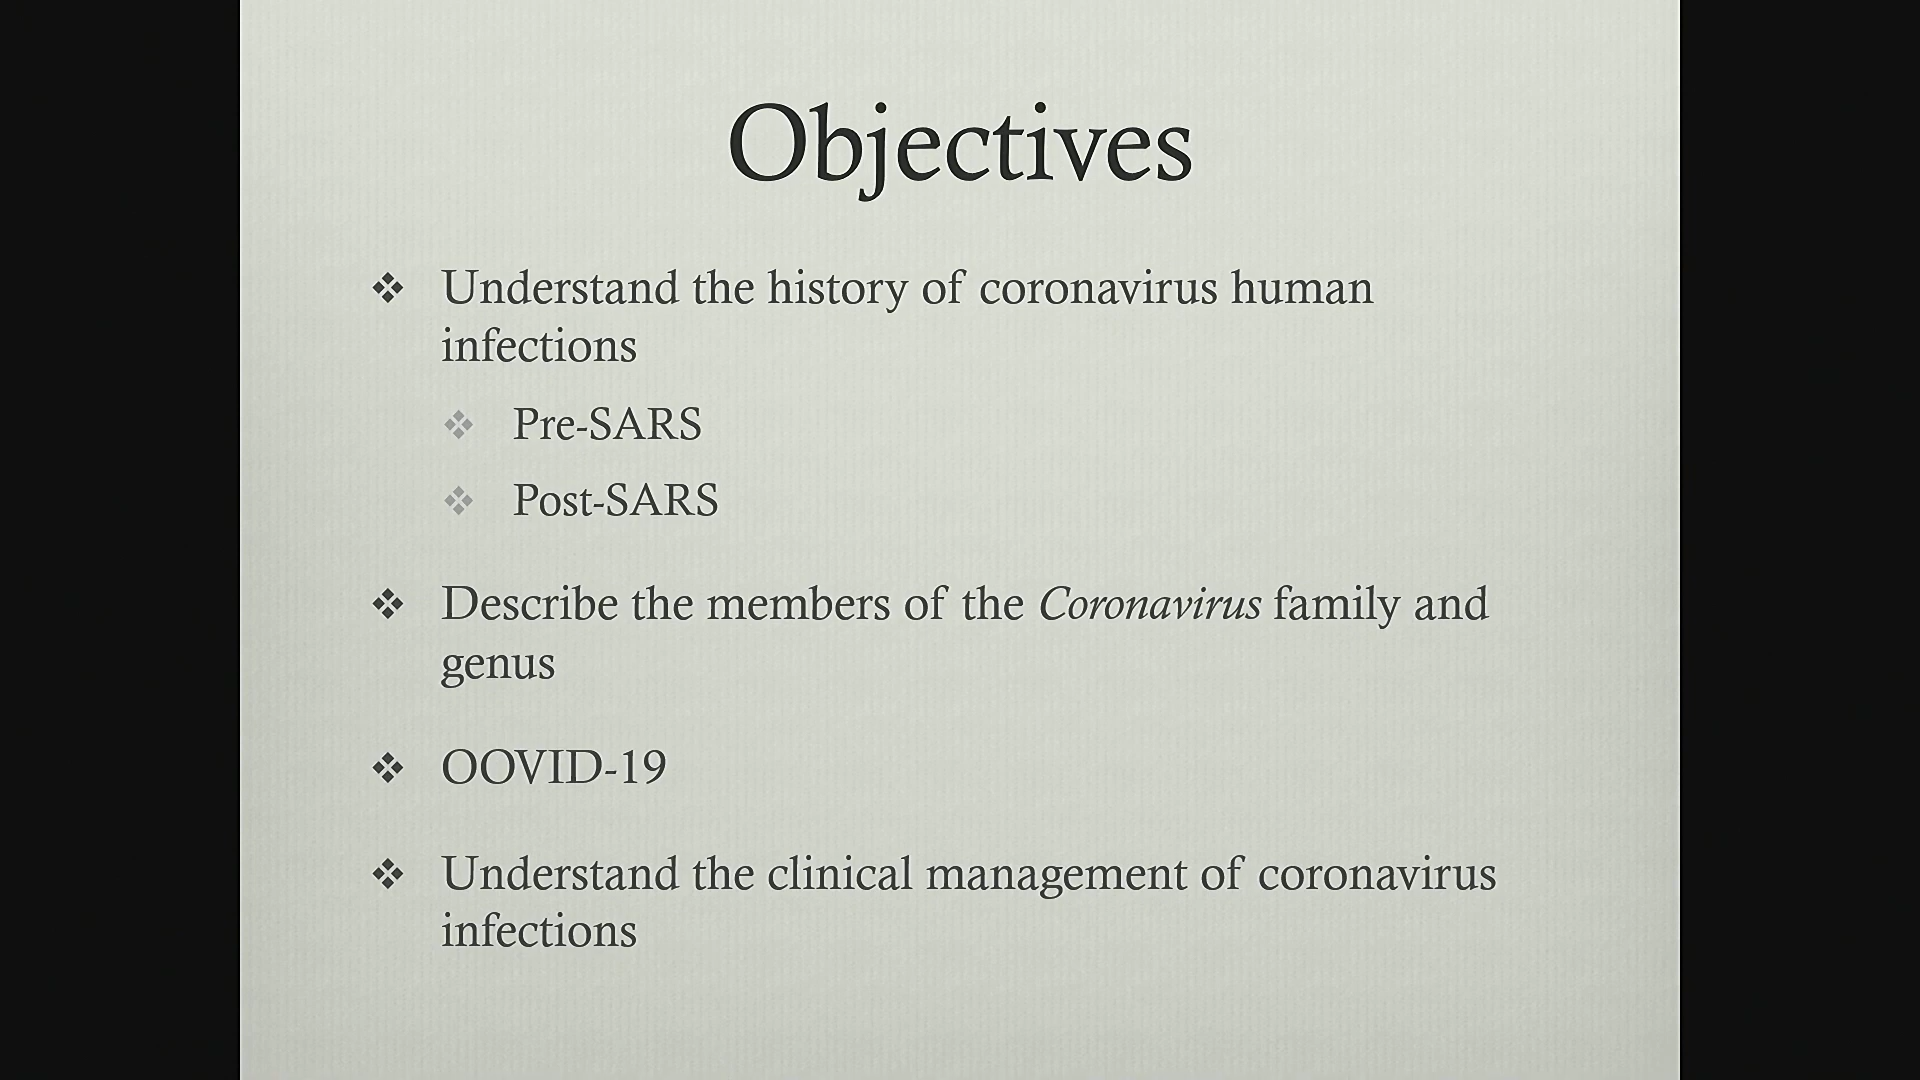 Objectives
Understand the history of coronavirus human
infections
Pre-SARS
Post-SARS
Describe the members of the Coronavirus family and
genus
OOVID-19
Understand the clinical management of coronavirus
infections